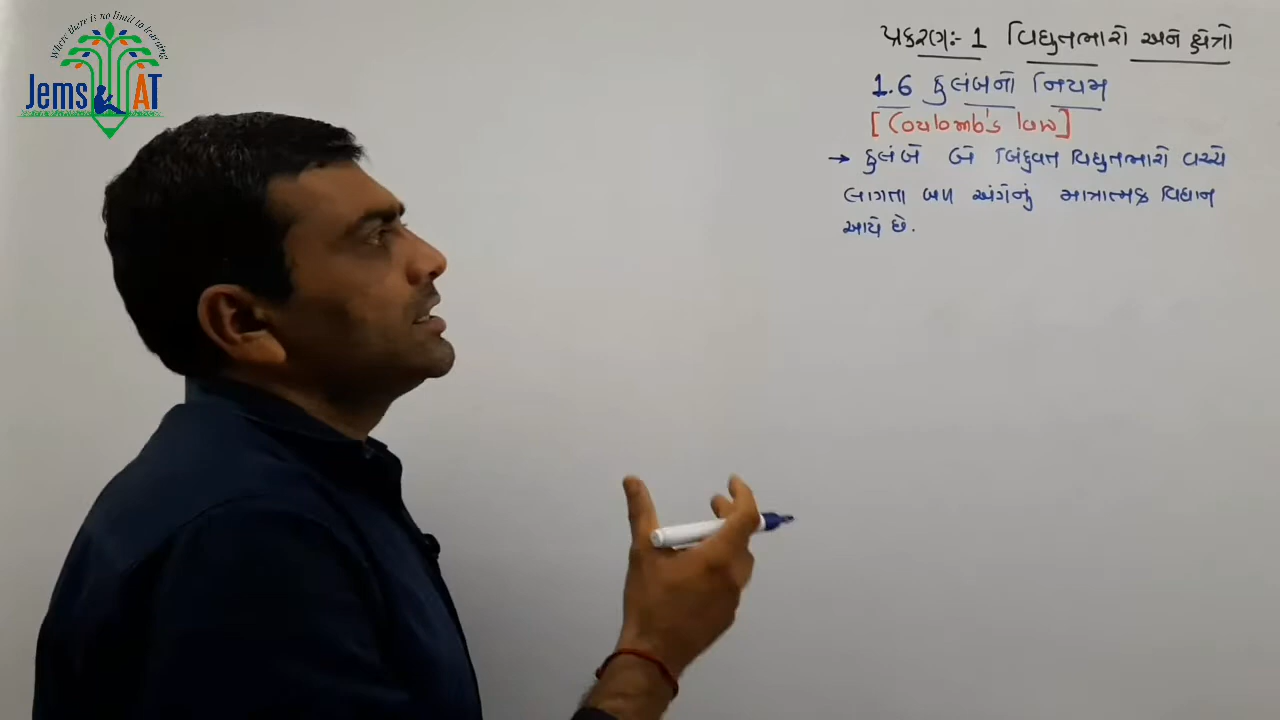 Where there is no limit to learning
Jems AT
પ્રકરણઃ- 1 વિદ્યુતભારો અને ક્ષેત્રો
1.6 કુલંબનો નિયમ
[Coulomb's law]
→ કુલંબે બે બિંદુવત વિદ્યુતભારો વચ્ચે
લાગતા બળ અંગેનું માત્રાત્મક વિધાન
આપે છે.